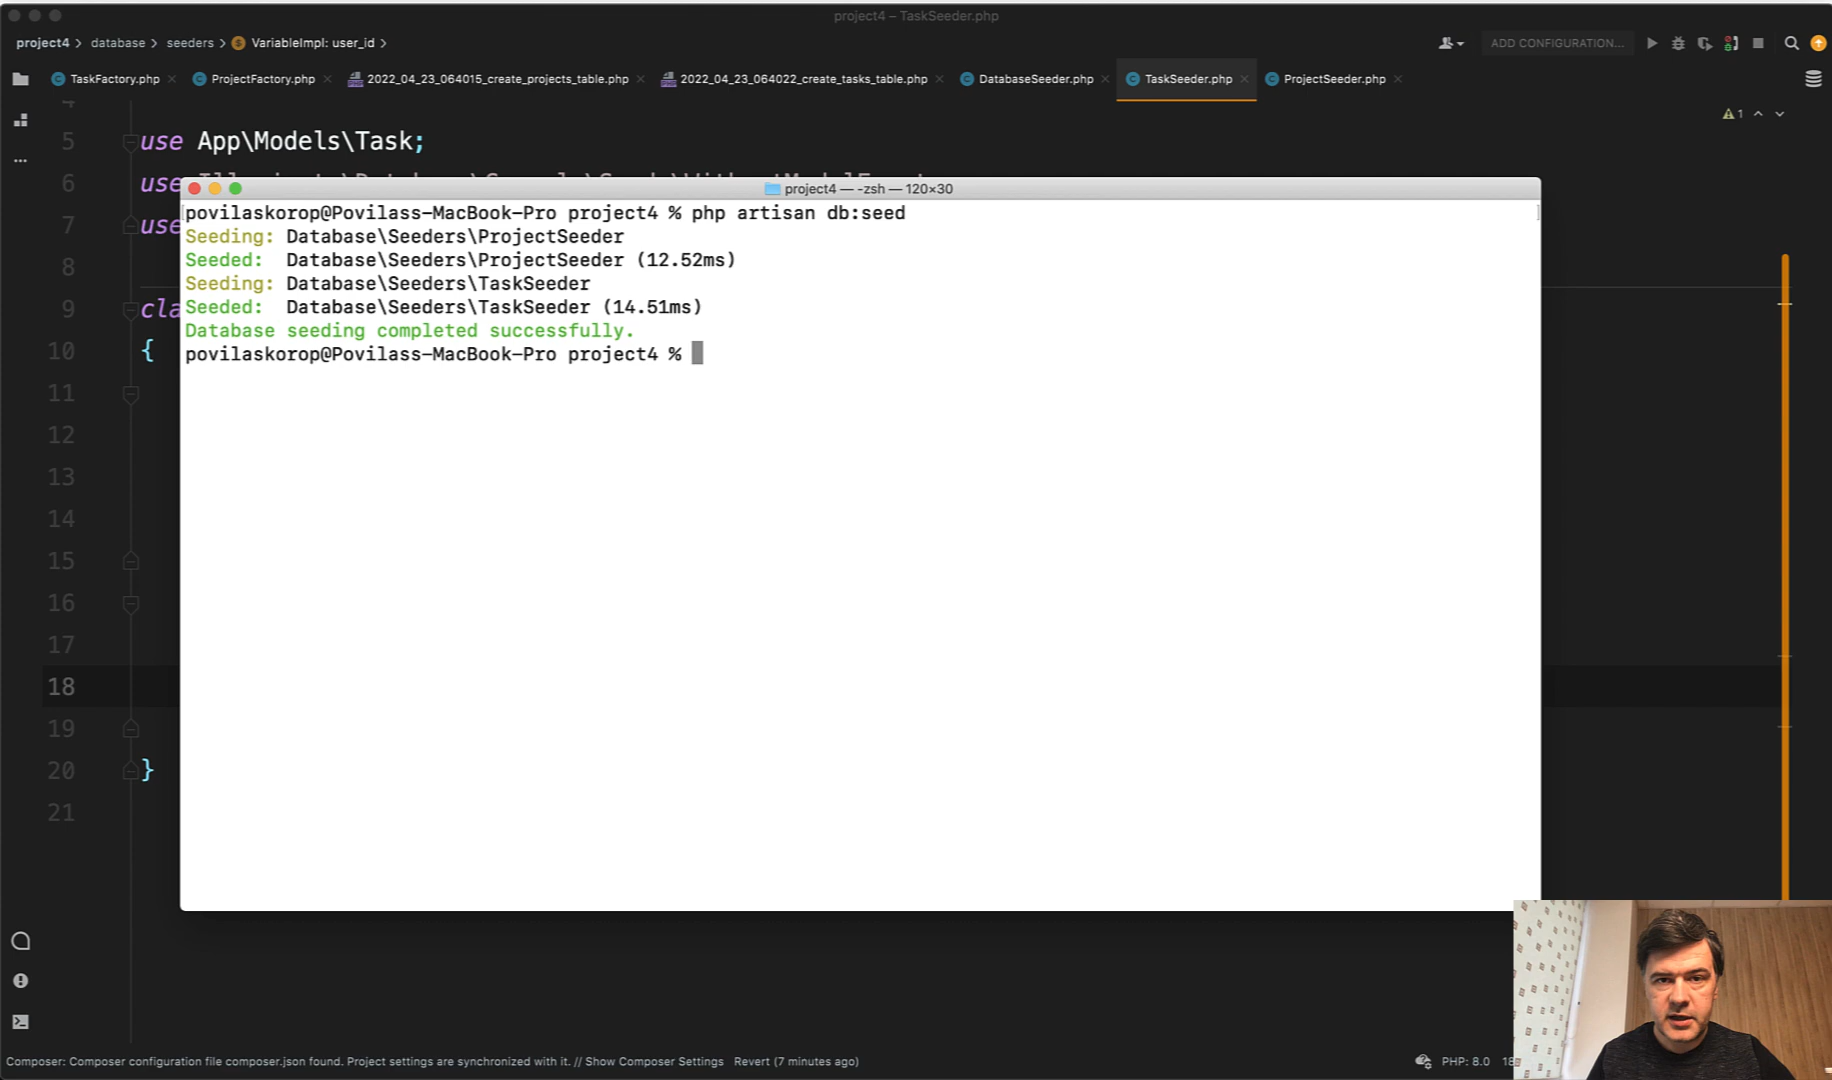 project4 – TaskSeeder.php
project4 database seeders VariableImpl: user_id
ADD CONFIGURATION...
TaskFactory.php ProjectFactory.php 2022_04_23_064015_create_projects_table.php 2022_04_23_064022_create_tasks_table.php DatabaseSeeder.php TaskSeeder.php ProjectSeeder.php
1
4
5 use App\Models\Task;
6 use
project4 — -zsh — 120×30
povilaskorop@Povilass-MacBook-Pro project4 % php artisan db:seed
7 use
Seeding: Database\Seeders\ProjectSeeder
Seeded: Database\Seeders\ProjectSeeder (12.52ms)
8
Seeding: Database\Seeders\TaskSeeder
9 cla
Seeded: Database\Seeders\TaskSeeder (14.51ms)
Database seeding completed successfully.
10 {
povilaskorop@Povilass-MacBook-Pro project4 %
11
12
13
14
15
16
17
18
19
20 }
21
Composer: Composer configuration file composer.json found. Project settings are synchronized with it. // Show Composer Settings Revert (7 minutes ago)
PHP: 8.0